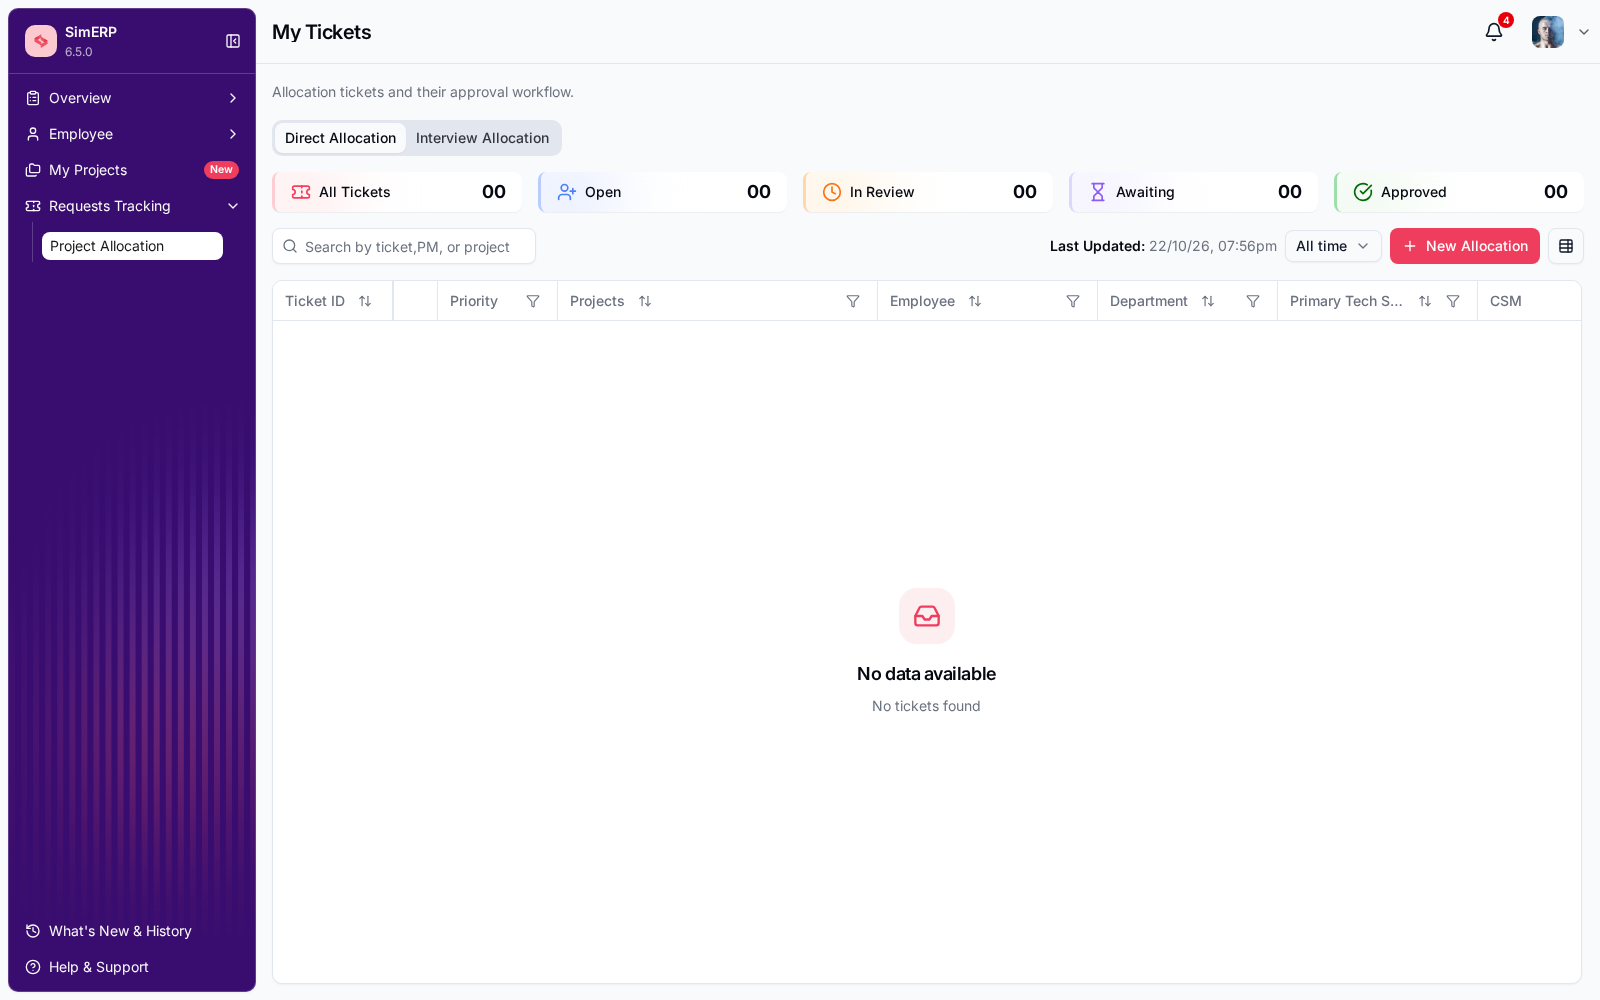 SimERP
6.5.0
Overview
Employee
My Projects
New
Requests Tracking
Project Allocation
What's New & History
Help & Support
My Tickets
4
Allocation tickets and their approval workflow.
Direct Allocation
Interview Allocation
All Tickets 00
Open 00
In Review 00
Awaiting 00
Approved 00
Search by ticket,PM, or project
Last Updated: 22/10/26, 07:56pm
All time
New Allocation
Ticket ID
Priority
Projects
Employee
Department
Primary Tech S...
CSM
No data available
No tickets found